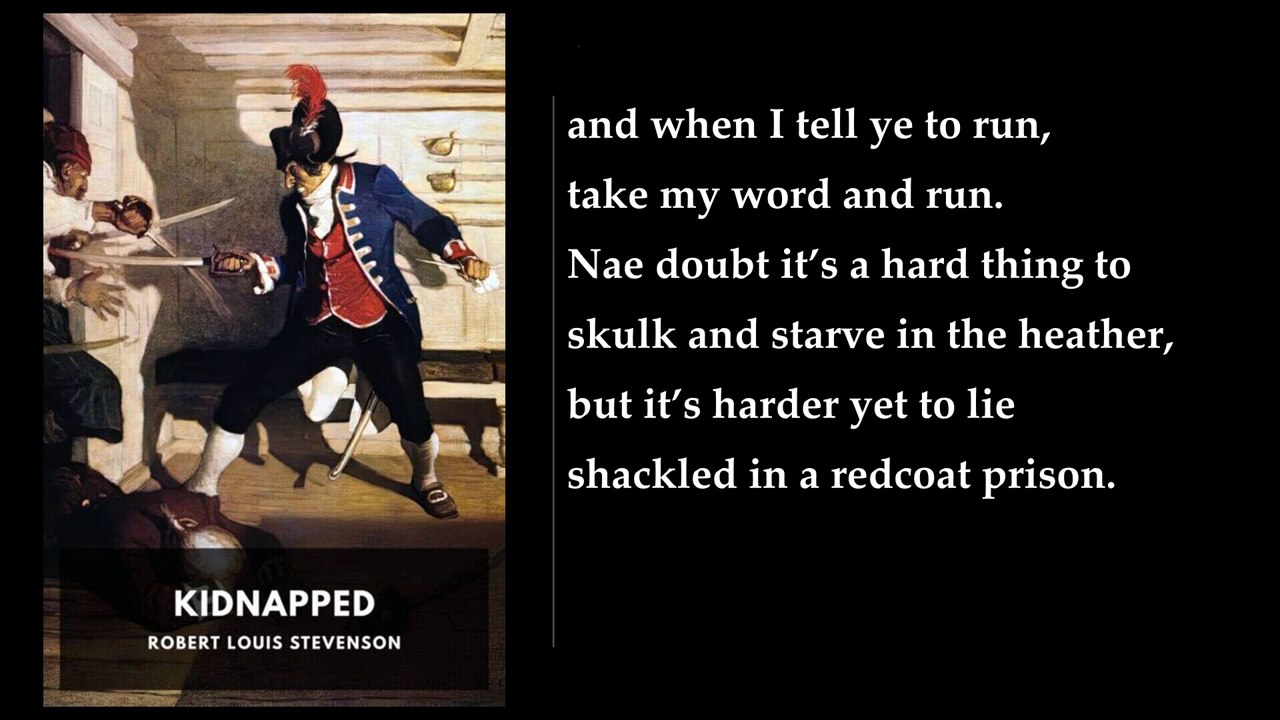 and when I tell ye to run,
take my word and run.
Nae doubt it’s a hard thing to
skulk and starve in the heather,
but it’s harder yet to lie
shackled in a redcoat prison.
KIDNAPPED
ROBERT LOUIS STEVENSON